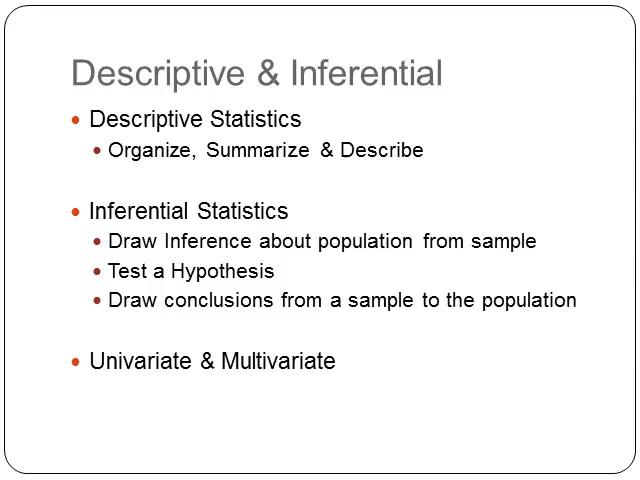 Descriptive & Inferential
Descriptive Statistics
Organize, Summarize & Describe
Inferential Statistics
Draw Inference about population from sample
Test a Hypothesis
Draw conclusions from a sample to the population
Univariate & Multivariate